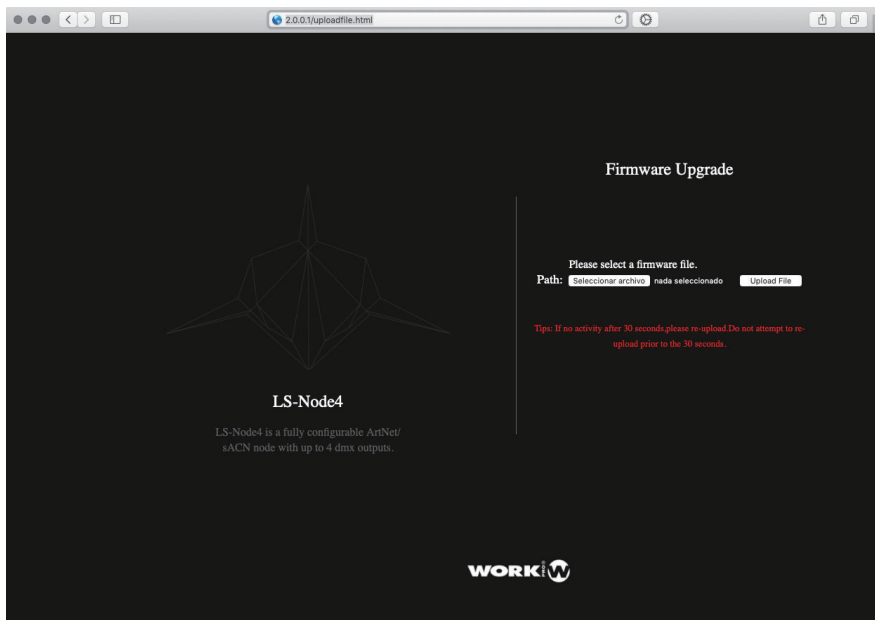 2.0.0.1/uploadfile.html
Firmware Upgrade
Please select a firmware file.
Path: Seleccionar archivo nada seleccionado Upload File
Tips: If no activity after 30 seconds,please re-upload.Do not attempt to re-
upload prior to the 30 seconds.
LS-Node4
LS-Node4 is a fully configurable ArtNet/
sACN node with up to 4 dmx outputs.
WORK W